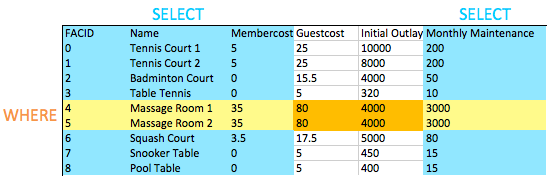 SELECT SELECT
FACID Name Membercost Guestcost Initial Outlay Monthly Maintenance
0 Tennis Court 1 5 25 10000 200
1 Tennis Court 2 5 25 8000 200
2 Badminton Court 0 15.5 4000 50
3 Table Tennis 0 5 320 10
WHERE
4 Massage Room 1 35 80 4000 3000
5 Massage Room 2 35 80 4000 3000
6 Squash Court 3.5 17.5 5000 80
7 Snooker Table 0 5 450 15
8 Pool Table 0 5 400 15